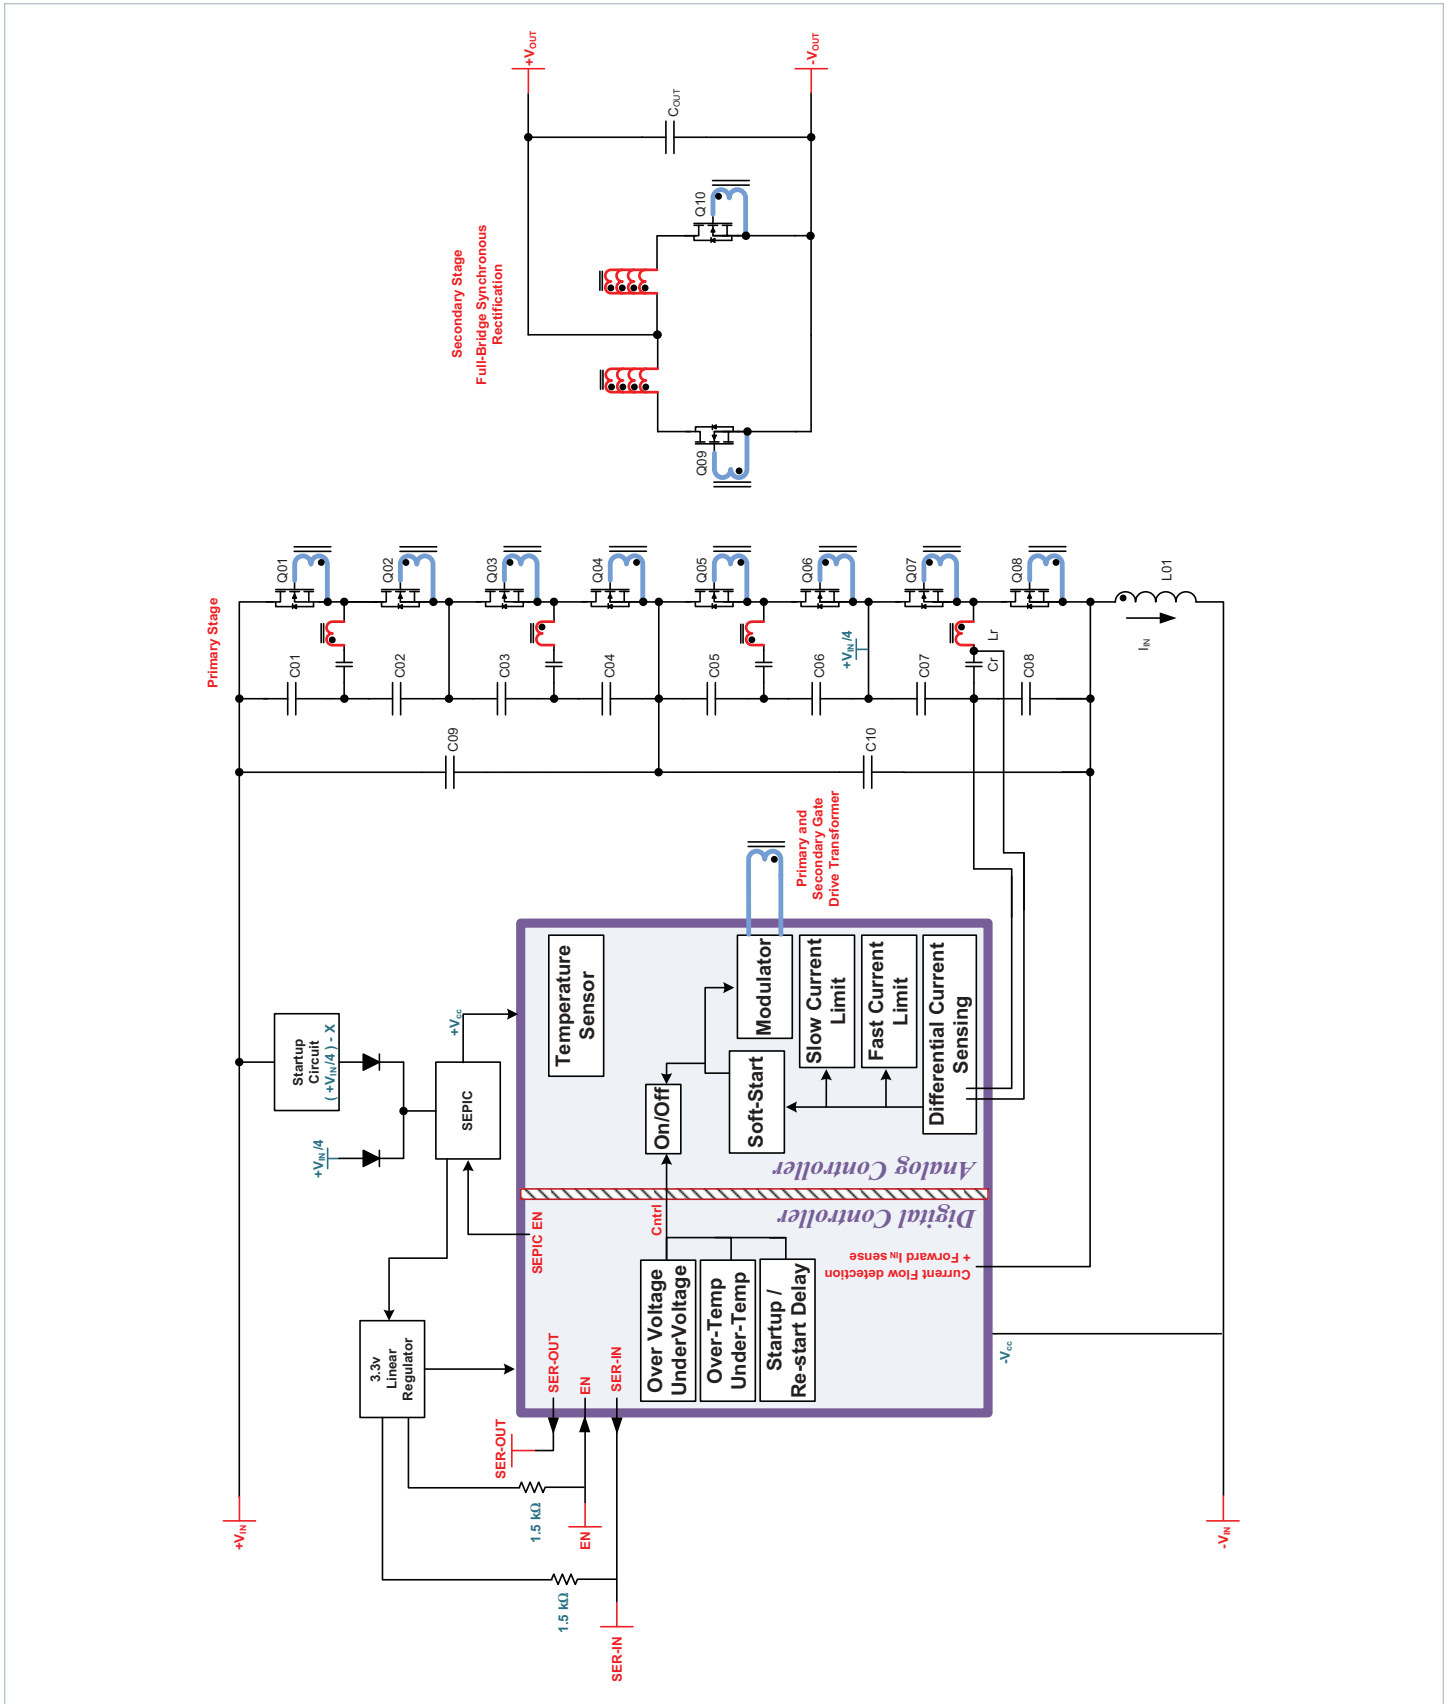 +VIN
Startup
Circuit
( +VIN/4 ) - X
+VIN/4
SEPIC
+Vcc
3.3v
Linear
Regulator
1.5 kΩ
1.5 kΩ
SER-OUT
EN
SER-IN
SER-OUT
EN
SER-IN
SEPIC EN
Over Voltage
UnderVoltage
Over-Temp
Under-Temp
Startup /
Re-start Delay
Cntrl
Digital Controller
Current Flow detection
+ Forward IIN sense
-Vcc
-VIN
Analog Controller
Temperature
Sensor
On/Off
Soft-Start
Modulator
Slow Current
Limit
Fast Current
Limit
Differential Current
Sensing
Primary and
Secondary Gate
Drive Transformer
Primary Stage
C09
C10
C01
C02
C03
C04
C05
C06
C07
C08
+VIN/4
Cr
Lr
Q01
Q02
Q03
Q04
Q05
Q06
Q07
Q08
IIN
L01
Secondary Stage
Full-Bridge Synchronous
Rectification
Q09
Q10
COUT
+VOUT
-VOUT